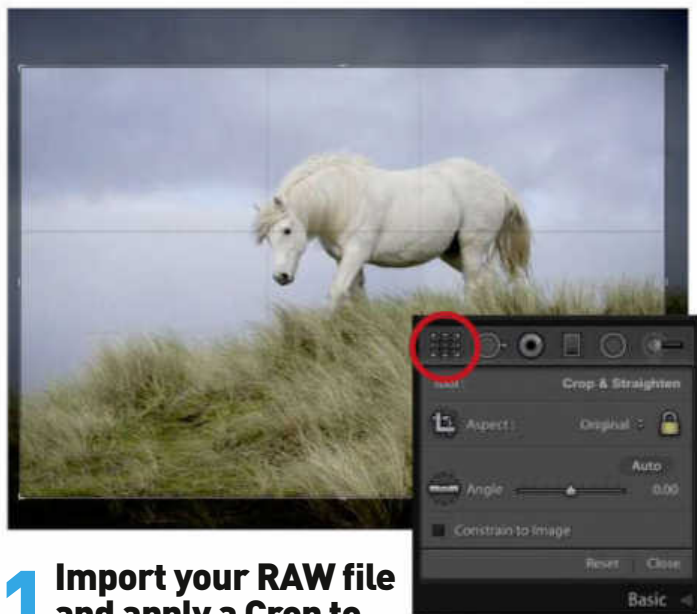 Tool :
Crop & Straighten
Aspect :
Original
Auto
Angle
0.00
Constrain to Image
Reset
Close
Basic
1 Import your RAW file
and apply a Crop to